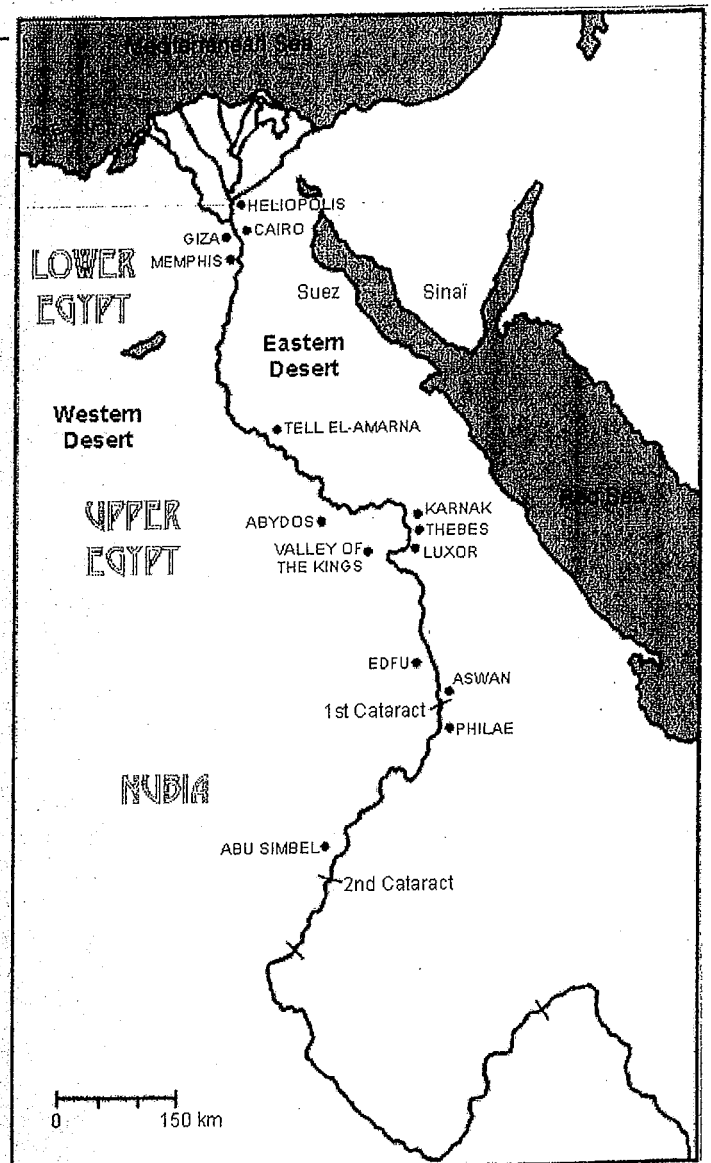 Mediterranean Sea
HELIOPOLIS
CAIRO
GIZA
MEMPHIS
LOWER
EGYPT
Suez
Sinaï
Eastern
Desert
Western
Desert
TELL EL-AMARNA
UPPER
EGYPT
ABYDOS
KARNAK
THEBES
LUXOR
VALLEY OF
THE KINGS
Red Sea
EDFU
ASWAN
1st Cataract
PHILAE
NUBIA
ABU SIMBEL
2nd Cataract
0 150 km